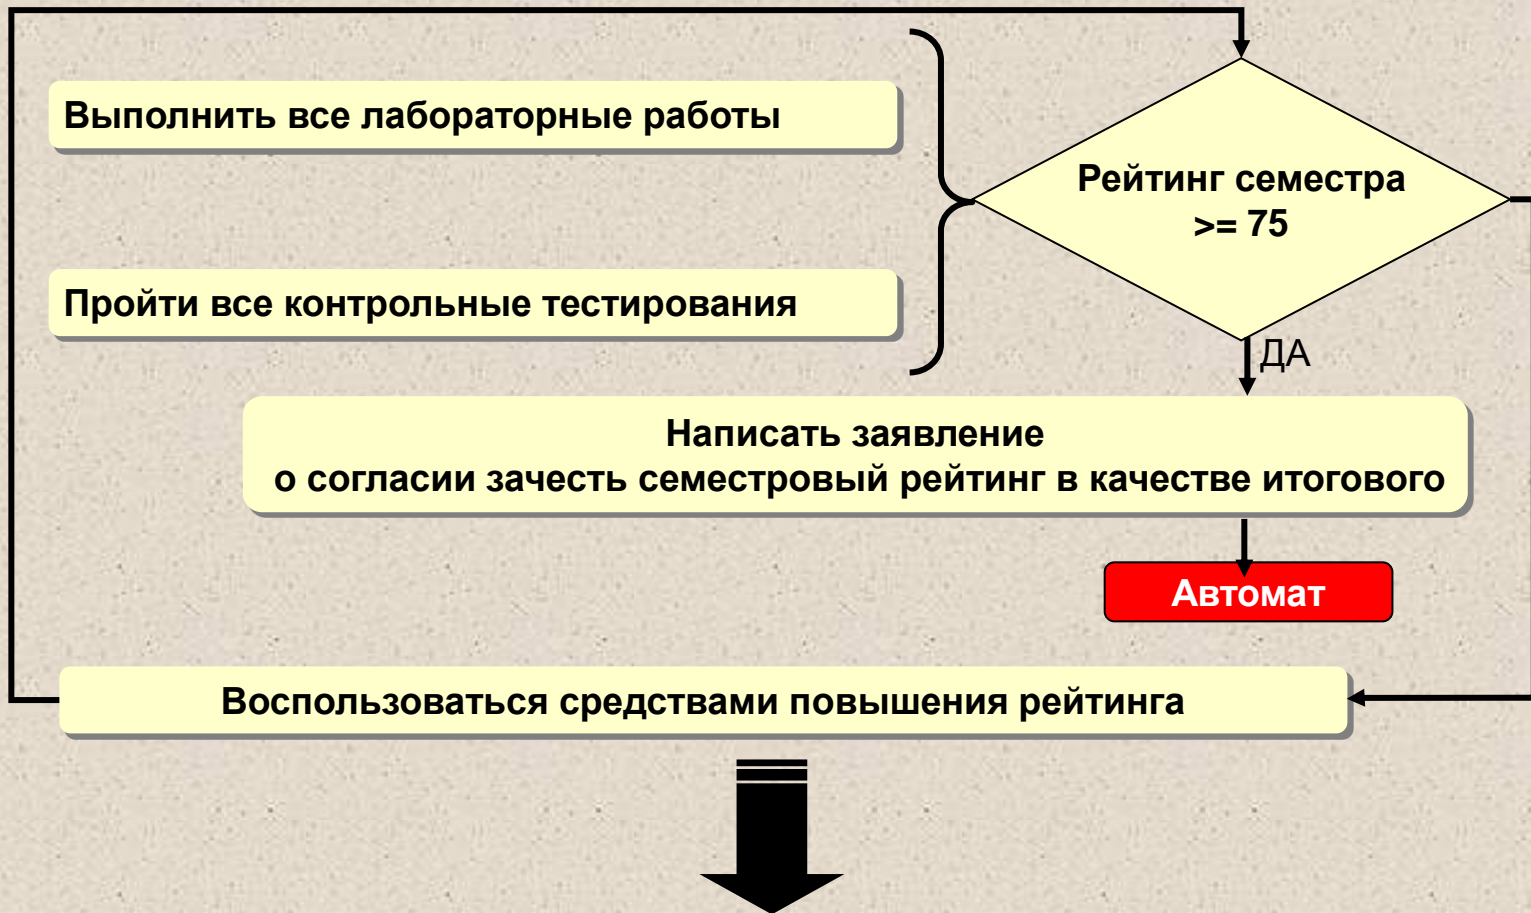 Выполнить все лабораторные работы
Рейтинг семестра
>= 75
Пройти все контрольные тестирования
ДА
Написать заявление
о согласии зачесть семестровый рейтинг в качестве итогового
Автомат
Воспользоваться средствами повышения рейтинга